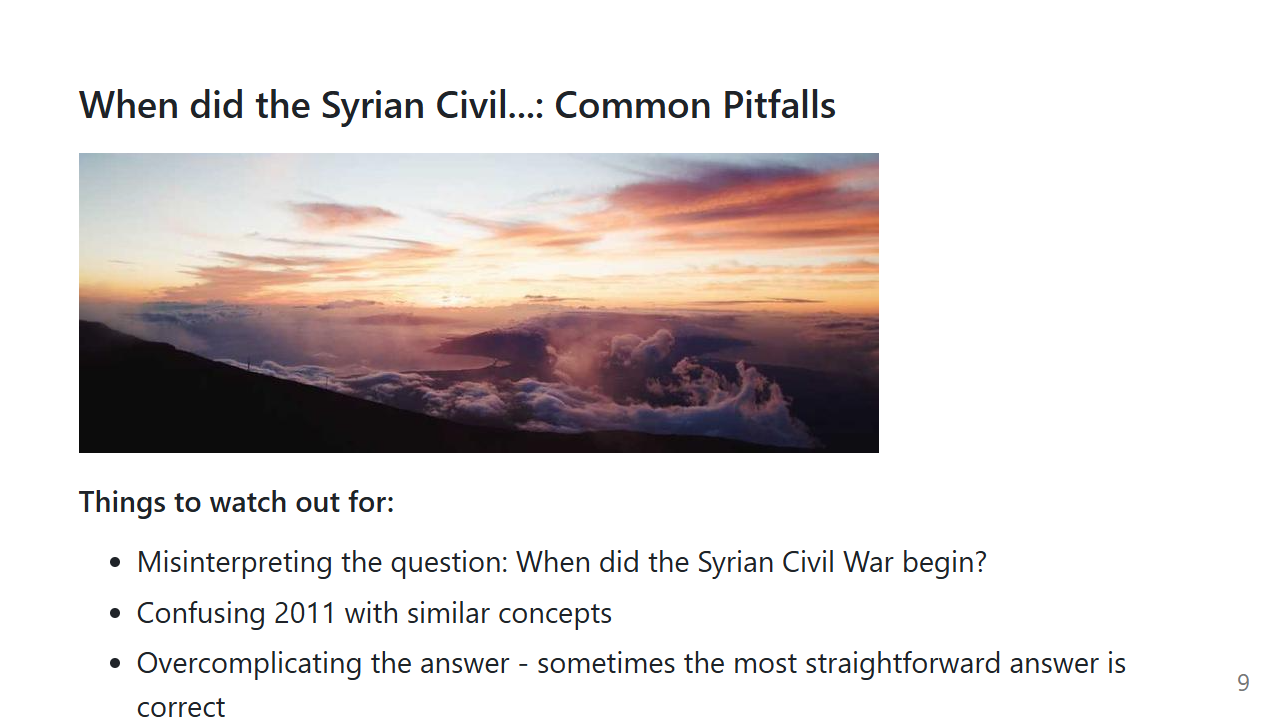 When did the Syrian Civil...: Common Pitfalls
Things to watch out for:
• Misinterpreting the question: When did the Syrian Civil War begin?
• Confusing 2011 with similar concepts
• Overcomplicating the answer - sometimes the most straightforward answer is
correct
9